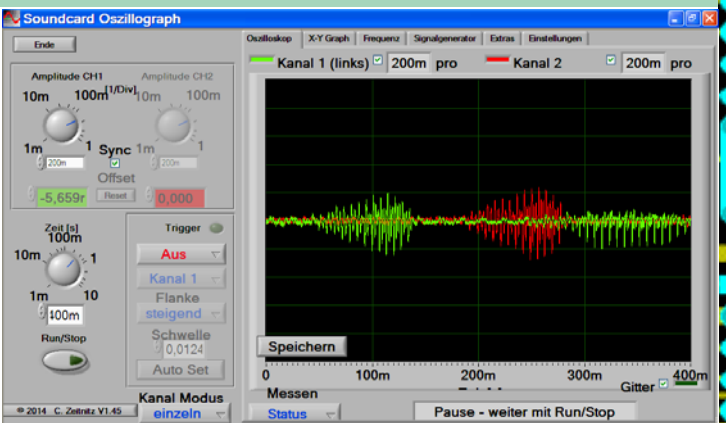 Soundcard Oszillograph
Ende
Oszilloskop X-Y Graph Frequenz Signalgenerator Extras Einstellungen
Kanal 1 (links) 200m pro Kanal 2 200m pro
Amplitude CH1 Amplitude CH2
10m 100m [1/Div] 10m 100m
1m 1 Sync 1m 1
200m 200m
Offset
-5,659r Reset 0,000
Zeit [s]
100m
10m 1
1m 10
400m
Run/Stop
Trigger
Aus
Kanal 1
Flanke
steigend
Schwelle
0,0124
Auto Set
Kanal Modus
einzeln
© 2014 C. Zeitnitz V1.45
Speichern
0 100m 200m 300m 400m
Gitter
Messen
Status
Pause - weiter mit Run/Stop